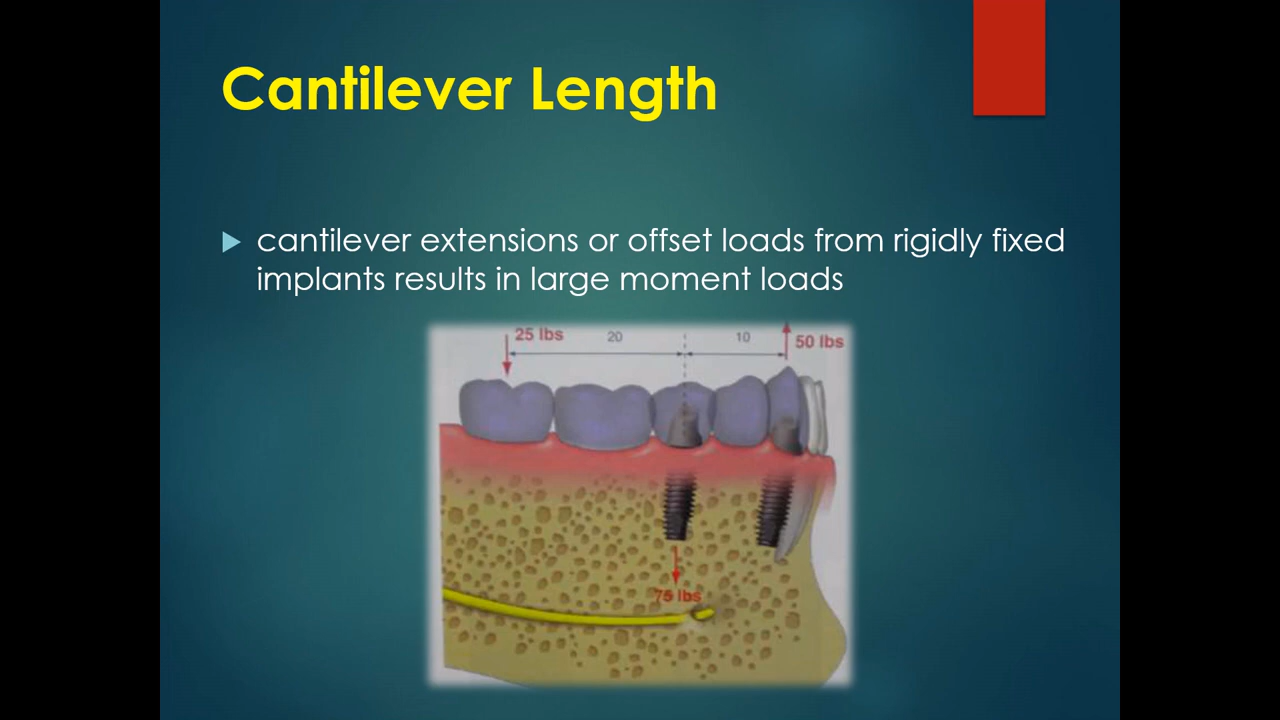 Cantilever Length
cantilever extensions or offset loads from rigidly fixed
implants results in large moment loads
25 lbs 20 10 50 lbs
75 lbs